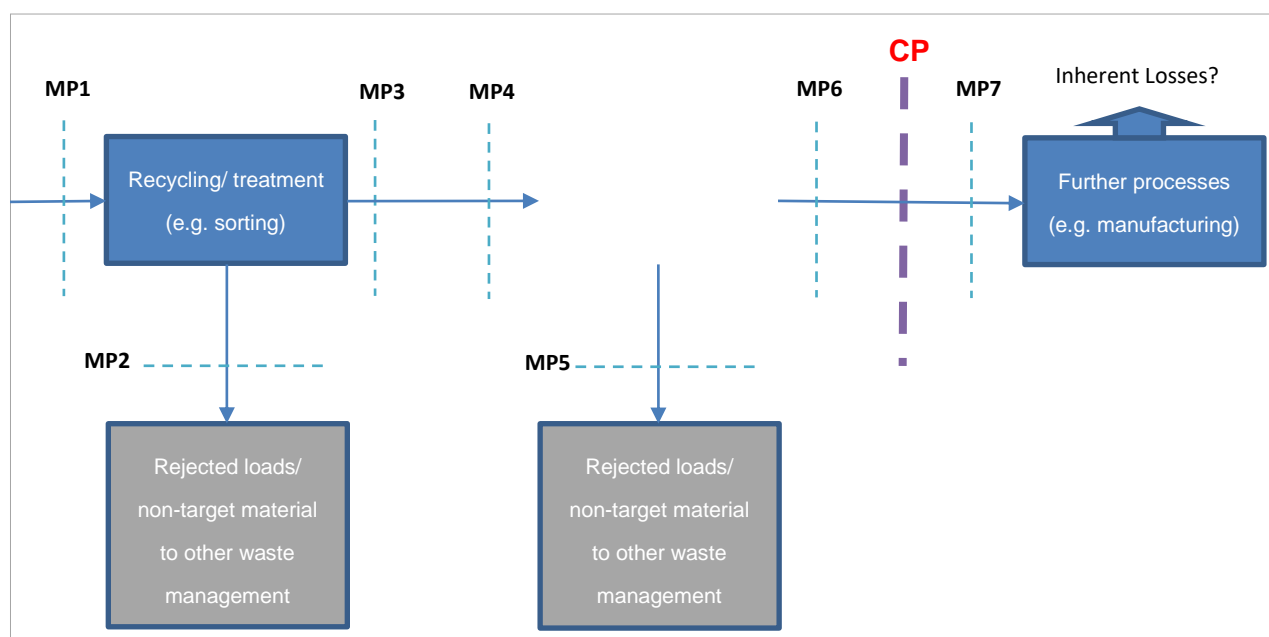 CP
MP1
MP3
MP4
MP6
MP7
Inherent Losses?
Recycling/ treatment
(e.g. sorting)
Further processes
(e.g. manufacturing)
MP2
MP5
Rejected loads/
non-target material
to other waste
management
Rejected loads/
non-target material
to other waste
management